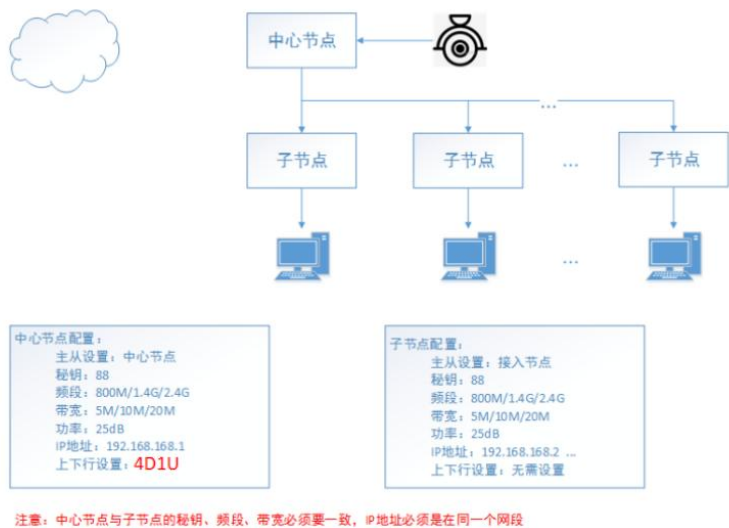 中心节点
...
子节点
子节点
...
子节点
...
中心节点配置：
主从设置：中心节点
秘钥：88
频段：800M/1.4G/2.4G
带宽：5M/10M/20M
功率：25dB
IP地址：192.168.168.1
上下行设置：4D1U
子节点配置：
主从设置：接入节点
秘钥：88
频段：800M/1.4G/2.4G
带宽：5M/10M/20M
功率：25dB
IP地址：192.168.168.2 ...
上下行设置：无需设置
注意：中心节点与子节点的秘钥、频段、带宽必须要一致，IP地址必须是在同一个网段